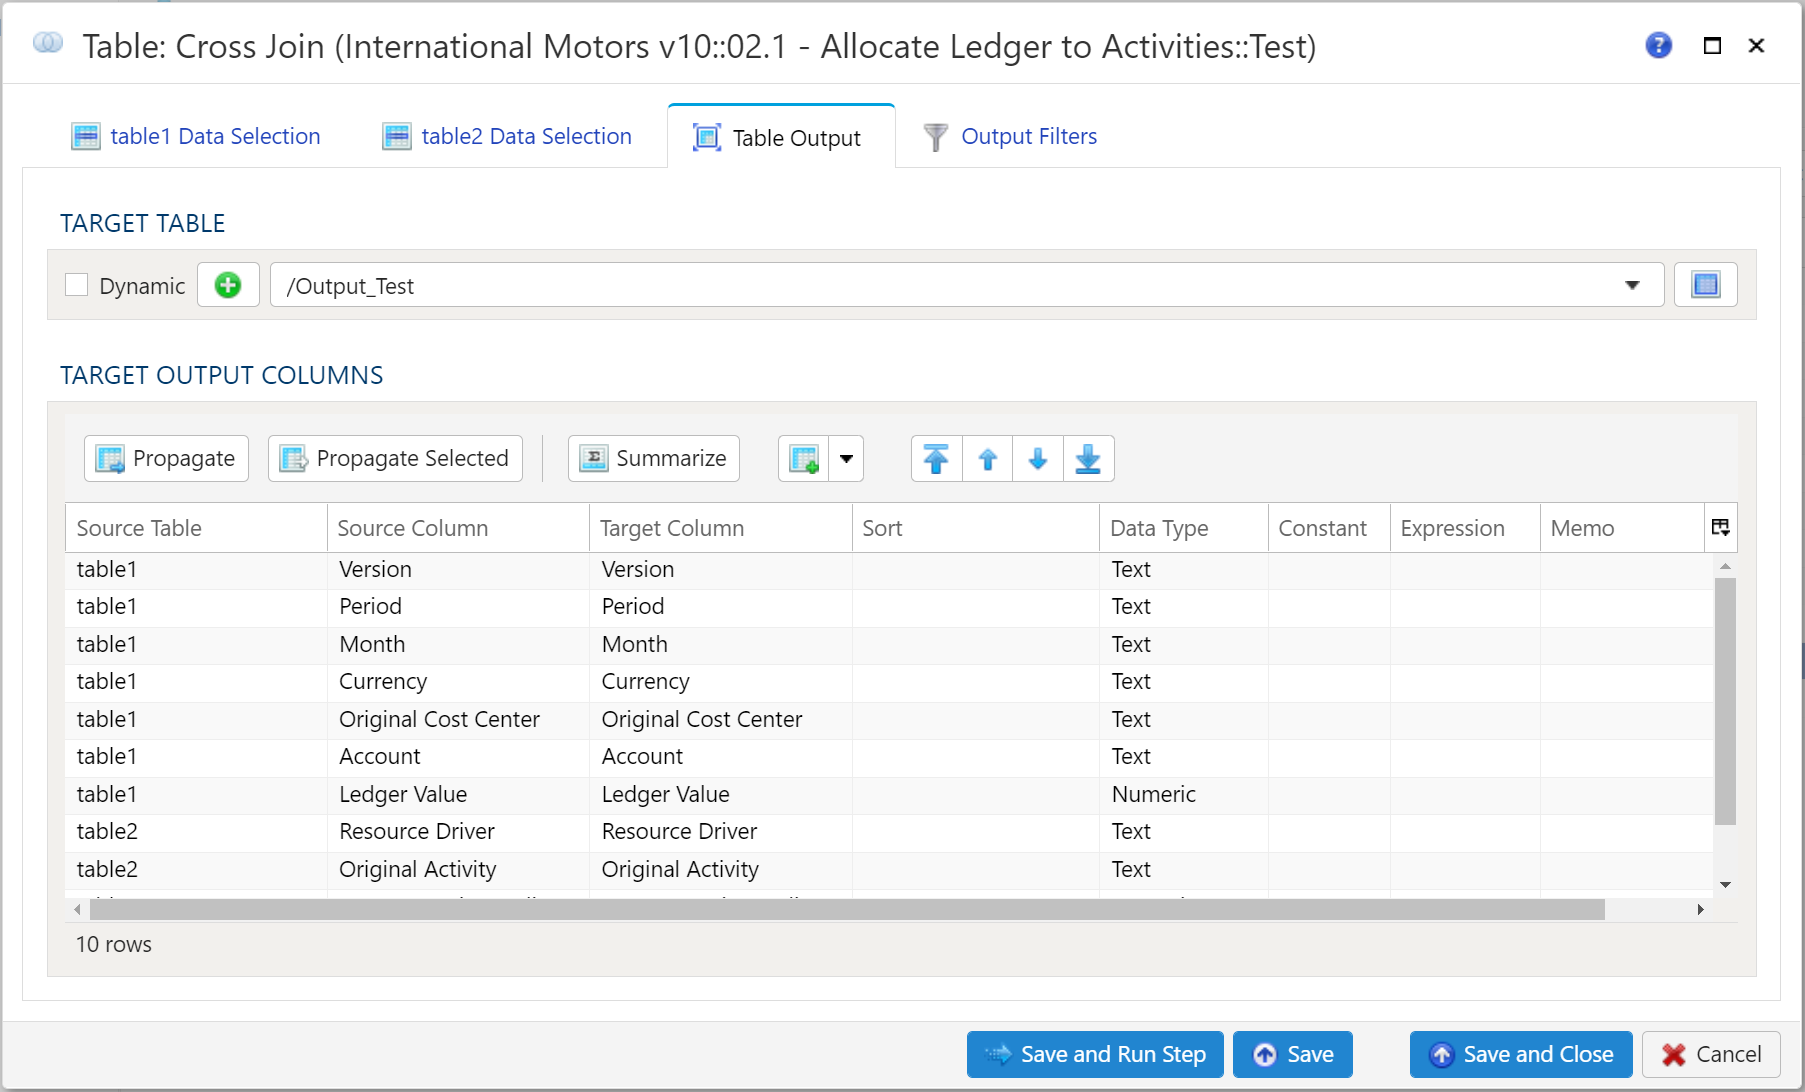 Table: Cross Join (International Motors v10::02.1 - Allocate Ledger to Activities::Test)
table1 Data Selection table2 Data Selection Table Output Output Filters
TARGET TABLE
Dynamic /Output_Test
TARGET OUTPUT COLUMNS
Propagate Propagate Selected Summarize
Source Table Source Column Target Column Sort Data Type Constant Expression Memo
table1 Version Version Text
table1 Period Period Text
table1 Month Month Text
table1 Currency Currency Text
table1 Original Cost Center Original Cost Center Text
table1 Account Account Text
table1 Ledger Value Ledger Value Numeric
table2 Resource Driver Resource Driver Text
table2 Original Activity Original Activity Text
10 rows
Save and Run Step Save Save and Close Cancel